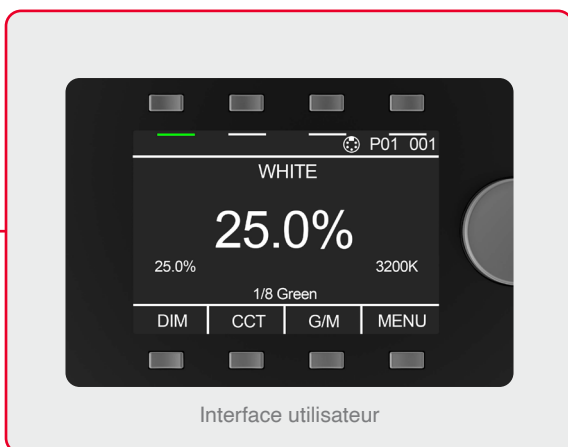 P01 001
WHITE
25.0%
25.0% 3200K
1/8 Green
DIM CCT G/M MENU
Interface utilisateur